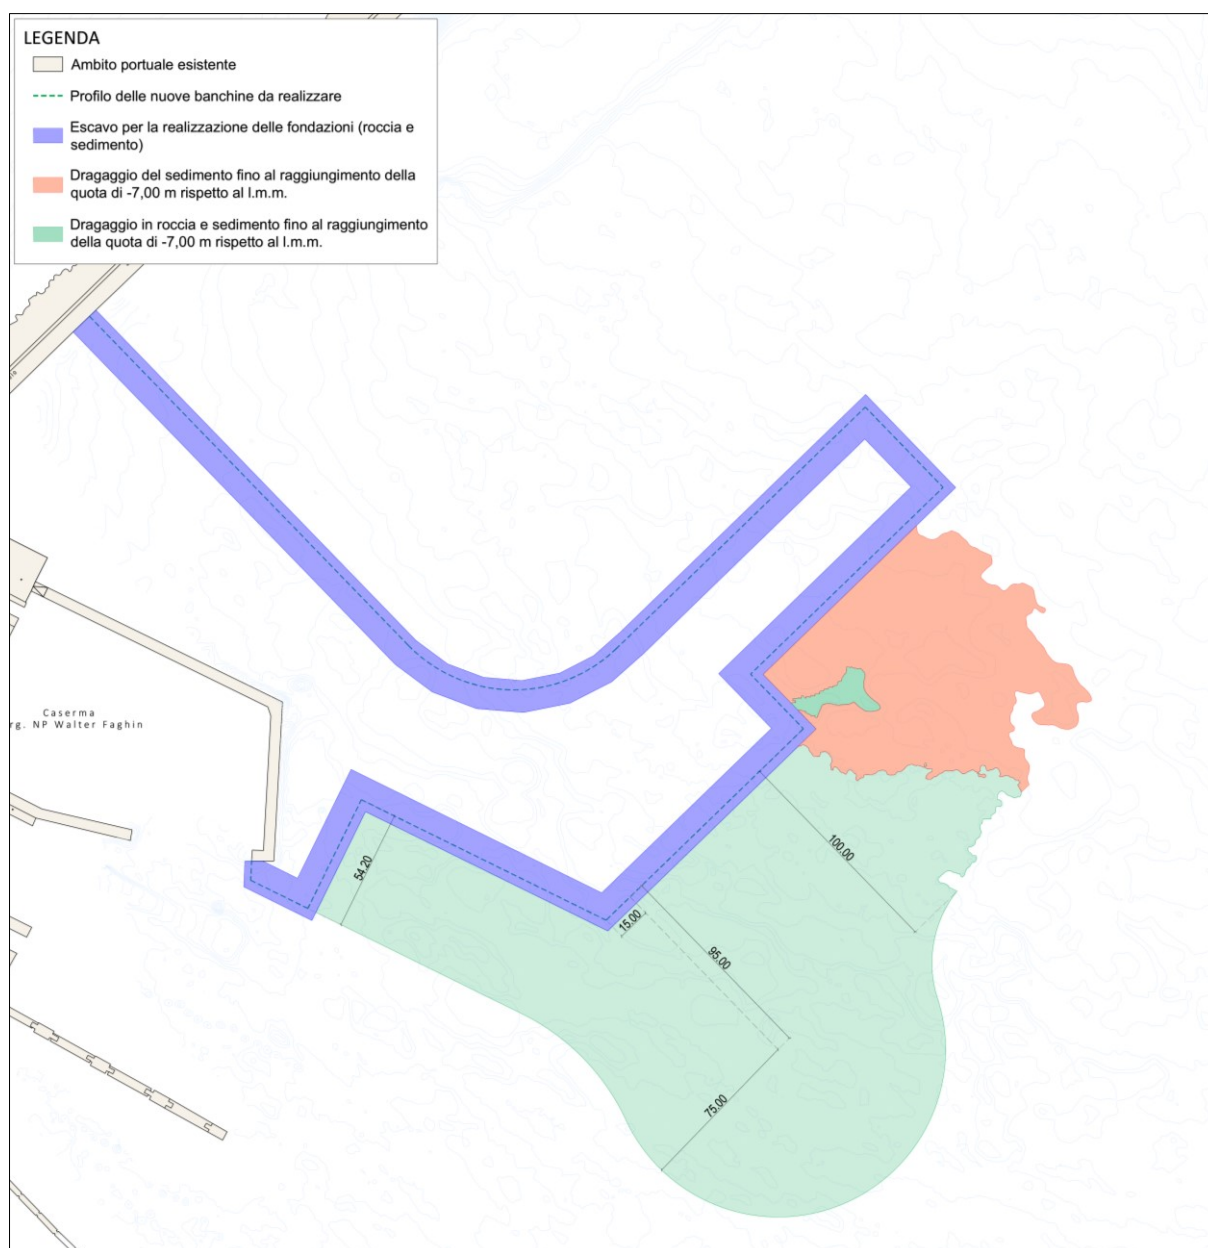 LEGENDA
Ambito portuale esistente
Profilo delle nuove banchine da realizzare
Escavo per la realizzazione delle fondazioni (roccia e
sedimento)
Dragaggio del sedimento fino al raggiungimento della
quota di -7,00 m rispetto al l.m.m.
Dragaggio in roccia e sedimento fino al raggiungimento
della quota di -7,00 m rispetto al l.m.m.
Caserma
rg. NP Walter Faghin
54.20
15.00
95.00
100.00
75.00